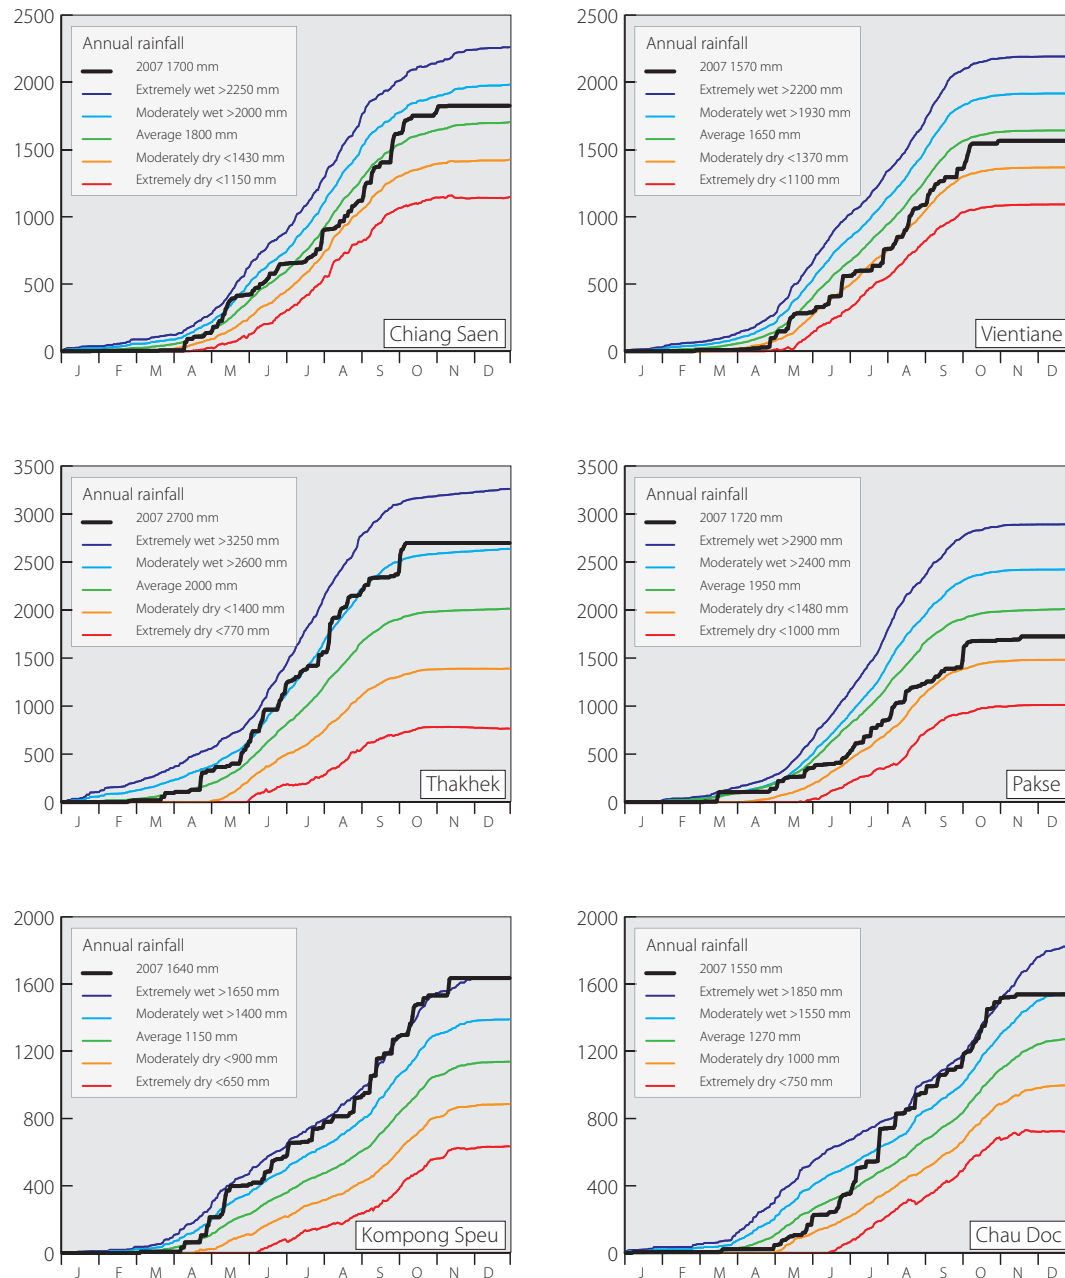 2500
2000
1500
1000
500
0
Annual rainfall
2007 1700 mm
Extremely wet >2250 mm
Moderately wet >2000 mm
Average 1800 mm
Moderately dry <1430 mm
Extremely dry <1150 mm
Chiang Saen
J F M A M J J A S O N D
2500
2000
1500
1000
500
0
Annual rainfall
2007 1570 mm
Extremely wet >2200 mm
Moderately wet >1930 mm
Average 1650 mm
Moderately dry <1370 mm
Extremely dry <1100 mm
Vientiane
J F M A M J J A S O N D
3500
3000
2500
2000
1500
1000
500
0
Annual rainfall
2007 2700 mm
Extremely wet >3250 mm
Moderately wet >2600 mm
Average 2000 mm
Moderately dry <1400 mm
Extremely dry <770 mm
Thakhek
J F M A M J J A S O N D
3500
3000
2500
2000
1500
1000
500
0
Annual rainfall
2007 1720 mm
Extremely wet >2900 mm
Moderately wet >2400 mm
Average 1950 mm
Moderately dry <1480 mm
Extremely dry <1000 mm
Pakse
J F M A M J J A S O N D
2000
1600
1200
800
400
0
Annual rainfall
2007 1640 mm
Extremely wet >1650 mm
Moderately wet >1400 mm
Average 1150 mm
Moderately dry <900 mm
Extremely dry <650 mm
Kompong Speu
J F M A M J J A S O N D
2000
1600
1200
800
400
0
Annual rainfall
2007 1550 mm
Extremely wet >1850 mm
Moderately wet >1550 mm
Average 1270 mm
Moderately dry 1000 mm
Extremely dry <750 mm
Chau Doc
J F M A M J J A S O N D